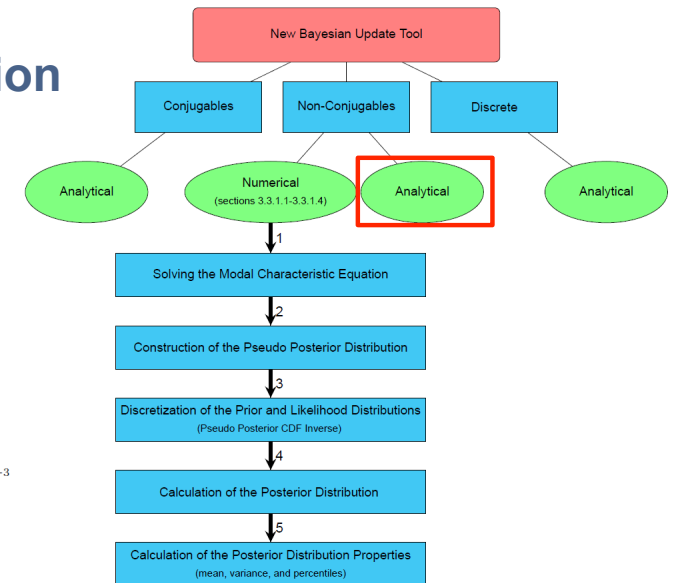 New Bayesian Update Tool
ion
Conjugables
Non-Conjugables
Discrete
Analytical
Numerical
(sections 3.3.1.1-3.3.1.4)
Analytical
Analytical
1
Solving the Modal Characteristic Equation
2
Construction of the Pseudo Posterior Distribution
3
Discretization of the Prior and Likelihood Distributions
(Pseudo Posterior CDF Inverse)
4
-3
Calculation of the Posterior Distribution
5
Calculation of the Posterior Distribution Properties
(mean, variance, and percentiles)